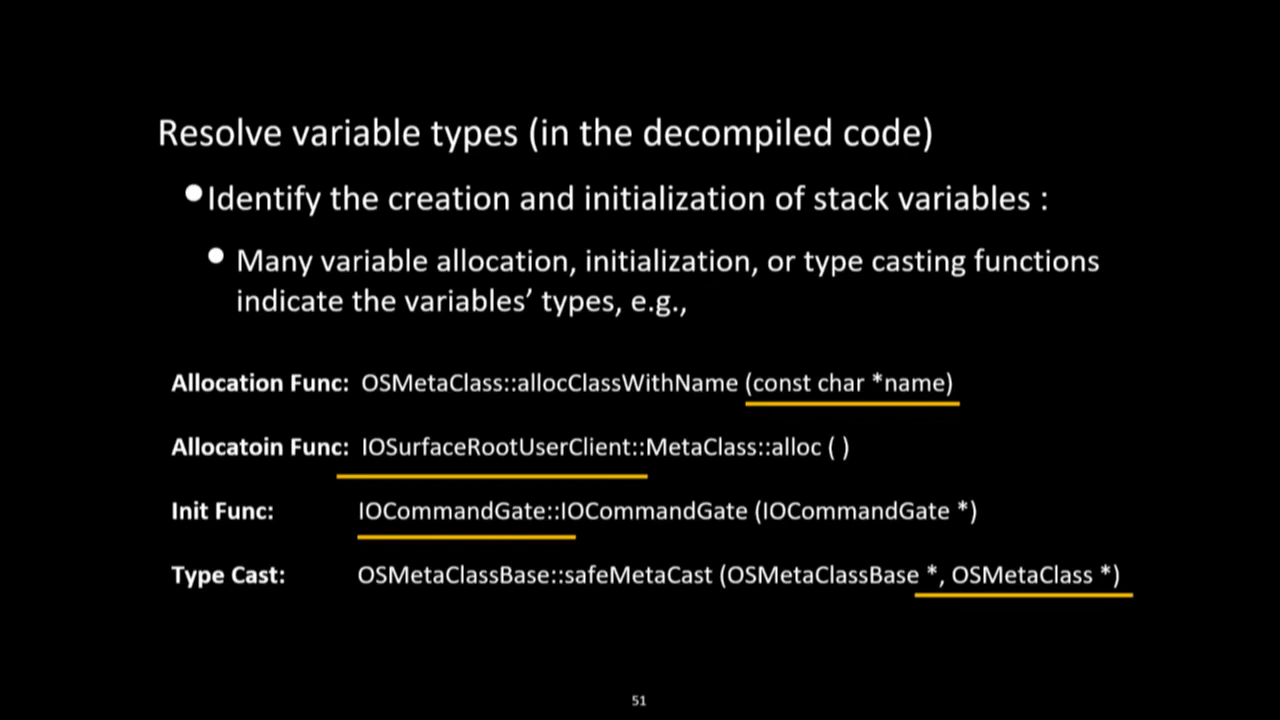 Resolve variable types (in the decompiled code)
•Identify the creation and initialization of stack variables :
• Many variable allocation, initialization, or type casting functions
indicate the variables’ types, e.g.,
Allocation Func: OSMetaClass::allocClassWithName (const char *name)
Allocatoin Func: IOSurfaceRootUserClient::MetaClass::alloc ( )
Init Func: IOCommandGate::IOCommandGate (IOCommandGate *)
Type Cast: OSMetaClassBase::safeMetaCast (OSMetaClassBase *, OSMetaClass *)
51